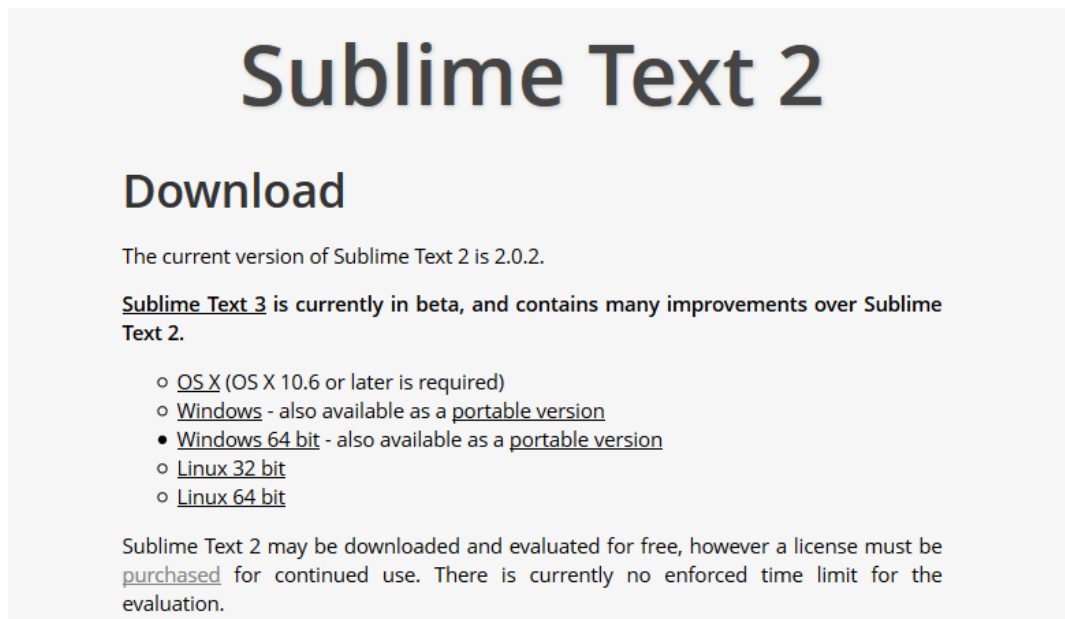 Sublime Text 2
Download
The current version of Sublime Text 2 is 2.0.2.
Sublime Text 3 is currently in beta, and contains many improvements over Sublime
Text 2.
OS X (OS X 10.6 or later is required)
Windows - also available as a portable version
Windows 64 bit - also available as a portable version
Linux 32 bit
Linux 64 bit
Sublime Text 2 may be downloaded and evaluated for free, however a license must be
purchased for continued use. There is currently no enforced time limit for the
evaluation.